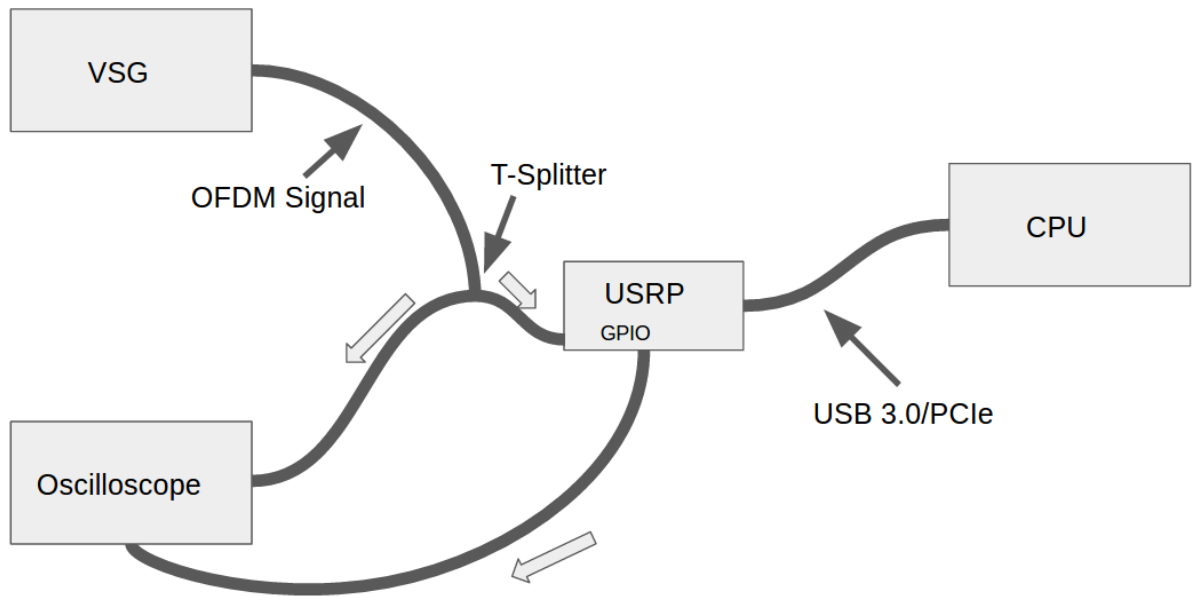 VSG
OFDM Signal
T-Splitter
CPU
USRP
GPIO
USB 3.0/PCIe
Oscilloscope